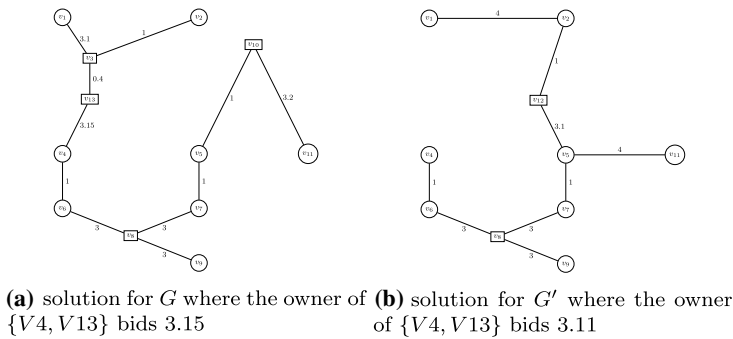 v₁ v₂ v₁ 4 v₂
3.1 1
v₃ v₁₀
0.4 1
v₁₃ v₁₂
1 3.2 3.1
3.15
v₄ v₅ v₁₁ v₄ v₅ 4 v₁₁
1 1 1 1
v₆ v₇ v₆ v₇
3 3 3 3
v₈ v₈
3 3
v₉ v₉
(a) solution for G where the owner of
{V4, V13} bids 3.15
(b) solution for G′ where the owner
of {V4, V13} bids 3.11